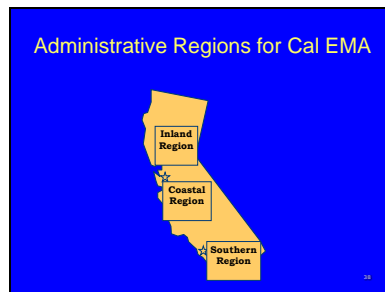 Administrative Regions for Cal EMA
Inland
Region
Coastal
Region
Southern
Region
38